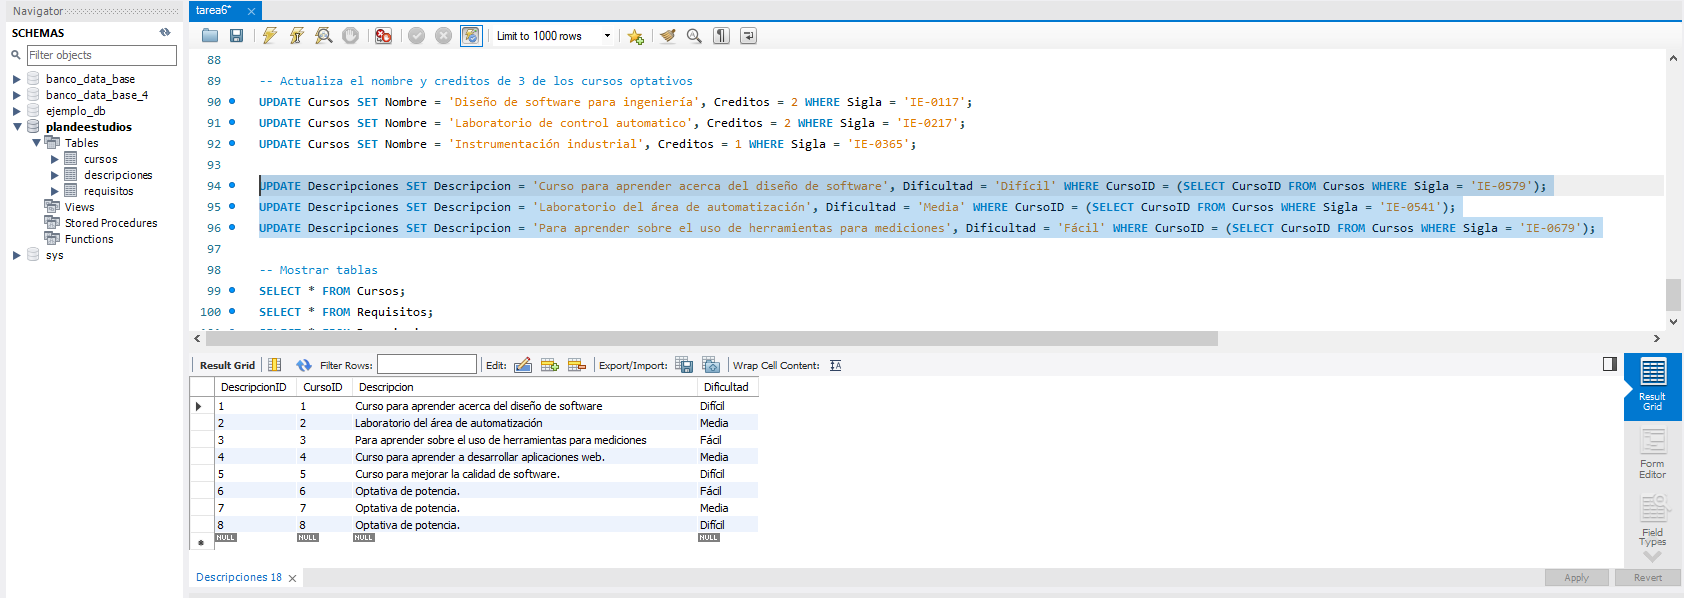 Navigator
SCHEMAS
Filter objects
banco_data_base
banco_data_base_4
ejemplo_db
plandeestudios
Tables
cursos
descripciones
requisitos
Views
Stored Procedures
Functions
sys
tarea6*
Limit to 1000 rows
88
89 -- Actualiza el nombre y creditos de 3 de los cursos optativos
90 UPDATE Cursos SET Nombre = 'Diseño de software para ingeniería', Creditos = 2 WHERE Sigla = 'IE-0117';
91 UPDATE Cursos SET Nombre = 'Laboratorio de control automatico', Creditos = 2 WHERE Sigla = 'IE-0217';
92 UPDATE Cursos SET Nombre = 'Instrumentación industrial', Creditos = 1 WHERE Sigla = 'IE-0365';
93
94 UPDATE Descripciones SET Descripcion = 'Curso para aprender acerca del diseño de software', Dificultad = 'Difícil' WHERE CursoID = (SELECT CursoID FROM Cursos WHERE Sigla = 'IE-0579');
95 UPDATE Descripciones SET Descripcion = 'Laboratorio del área de automatización', Dificultad = 'Media' WHERE CursoID = (SELECT CursoID FROM Cursos WHERE Sigla = 'IE-0541');
96 UPDATE Descripciones SET Descripcion = 'Para aprender sobre el uso de herramientas para mediciones', Dificultad = 'Fácil' WHERE CursoID = (SELECT CursoID FROM Cursos WHERE Sigla = 'IE-0679');
97
98 -- Mostrar tablas
99 SELECT * FROM Cursos;
100 SELECT * FROM Requisitos;
Result Grid Filter Rows: Edit: Export/Import: Wrap Cell Content:
DescripcionID CursoID Descripcion Dificultad
1 1 Curso para aprender acerca del diseño de software Difícil
2 2 Laboratorio del área de automatización Media
3 3 Para aprender sobre el uso de herramientas para mediciones Fácil
4 4 Curso para aprender a desarrollar aplicaciones web. Media
5 5 Curso para mejorar la calidad de software. Difícil
6 6 Optativa de potencia. Fácil
7 7 Optativa de potencia. Media
8 8 Optativa de potencia. Difícil
NULL NULL NULL NULL
Result
Grid
Form
Editor
Field
Types
Descripciones 18
Apply Revert